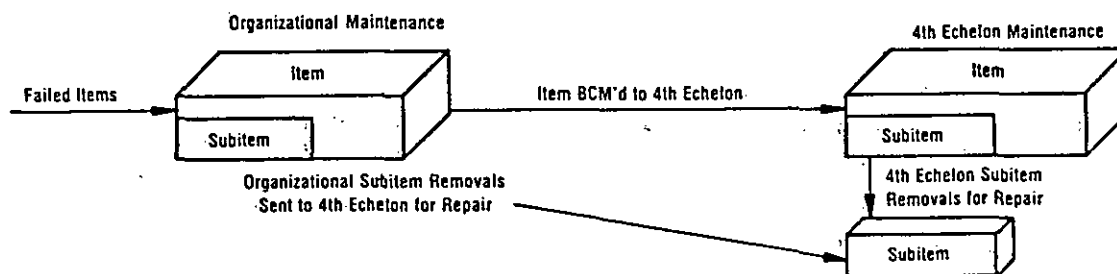 Organizational Maintenance
4th Echelon Maintenance
Item
Item
Failed Items
Item BCM'd to 4th Echelon
Subitem
Subitem
Organizational Subitem Removals
Sent to 4th Echelon for Repair
4th Echelon Subitem
Removals for Repair
Subitem